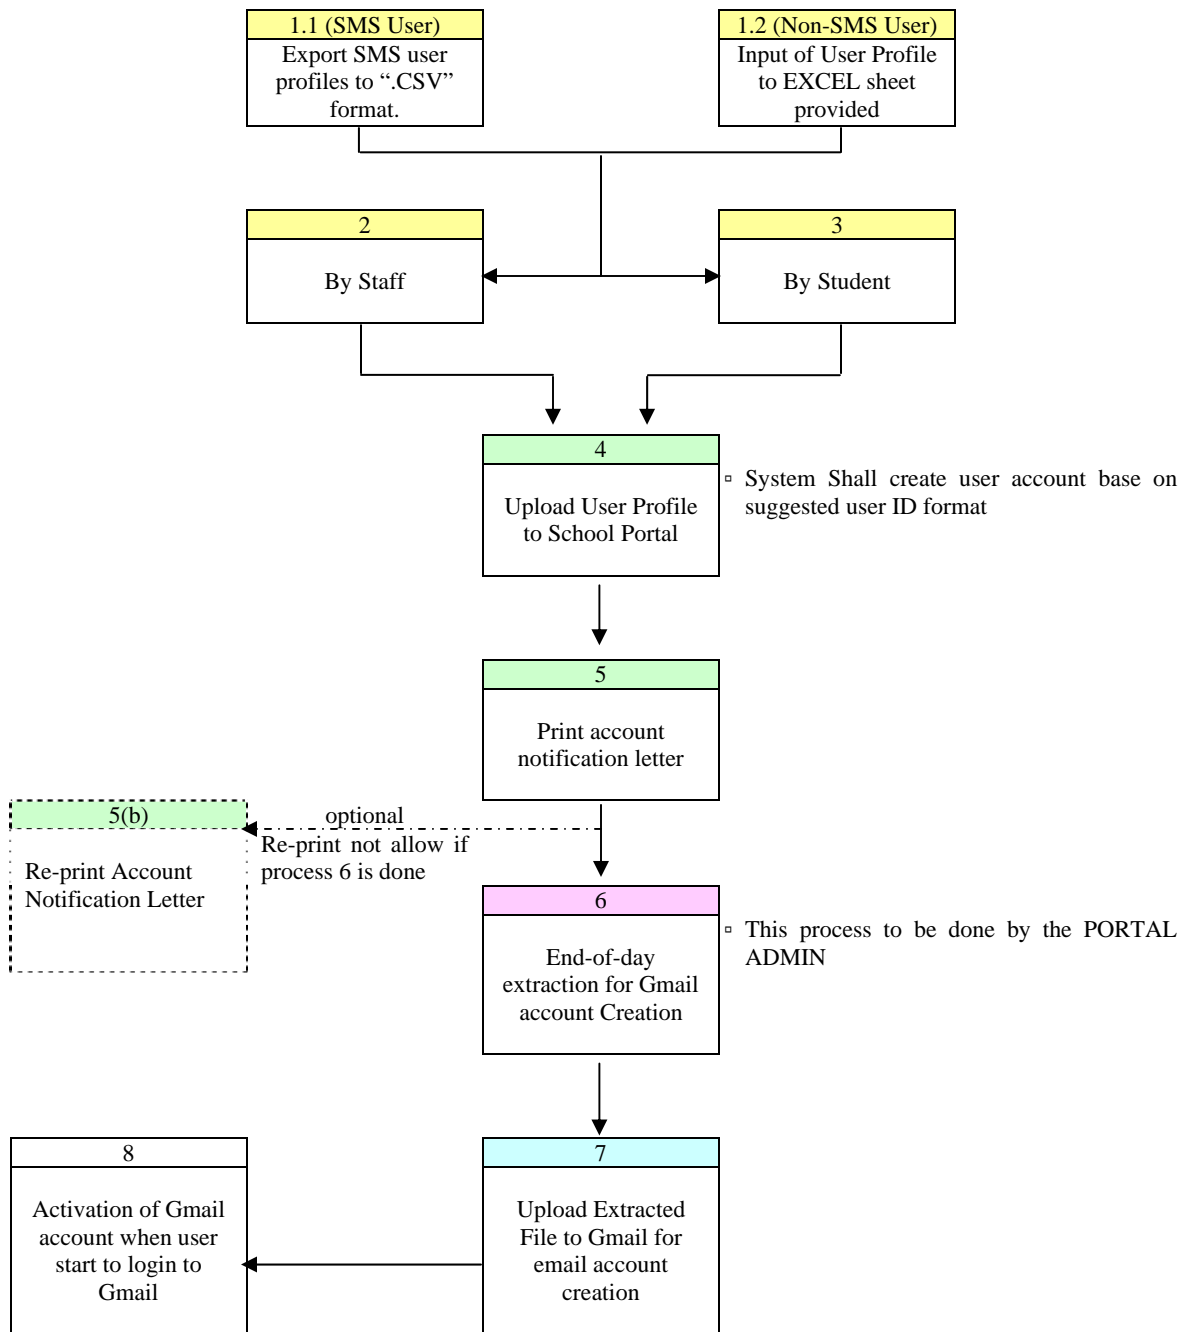 1.1 (SMS User)
Export SMS user
profiles to “.CSV”
format.
1.2 (Non-SMS User)
Input of User Profile
to EXCEL sheet
provided
2
By Staff
3
By Student
4
Upload User Profile
to School Portal
▫ System Shall create user account base on
suggested user ID format
5
Print account
notification letter
5(b)
Re-print Account
Notification Letter
optional
Re-print not allow if
process 6 is done
6
End-of-day
extraction for Gmail
account Creation
▫ This process to be done by the PORTAL
ADMIN
8
Activation of Gmail
account when user
start to login to
Gmail
7
Upload Extracted
File to Gmail for
email account
creation